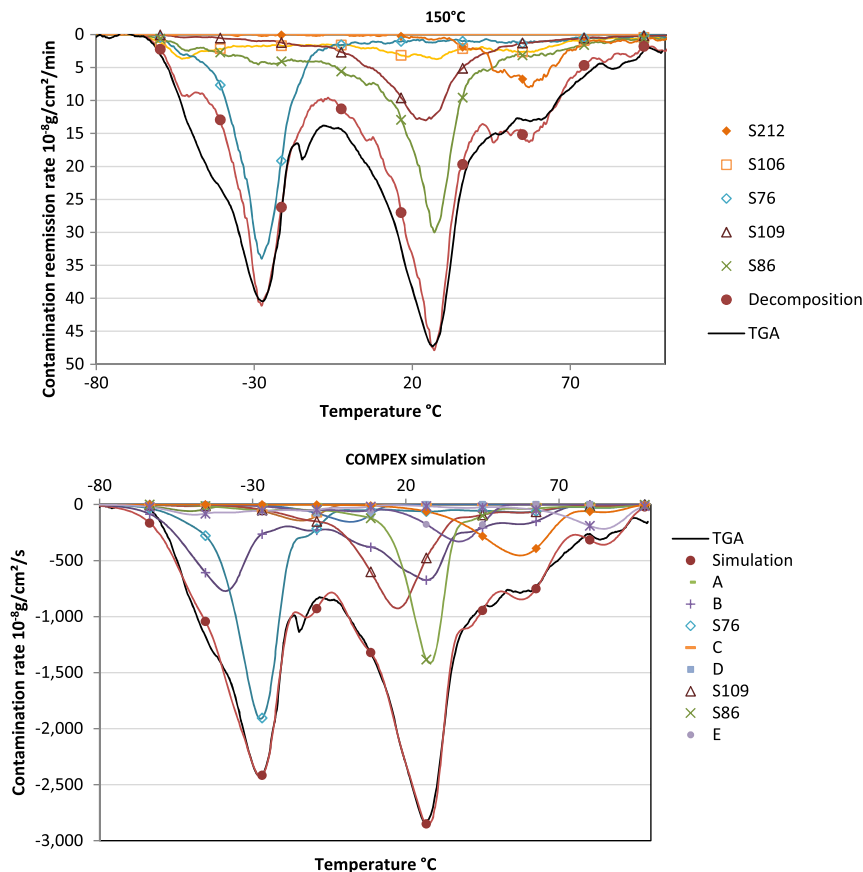 150°C
0
5
10
15
20
25
30
35
40
45
50
-80
-30
20
70
Contamination reemission rate 10⁻⁸g/cm²/min
Temperature °C
S212
S106
S76
S109
S86
Decomposition
TGA
COMPEX simulation
-80
-30
20
70
0
-500
-1,000
-1,500
-2,000
-2,500
-3,000
Contamination rate 10⁻⁸g/cm²/s
Temperature °C
TGA
Simulation
A
B
S76
C
D
S109
S86
E